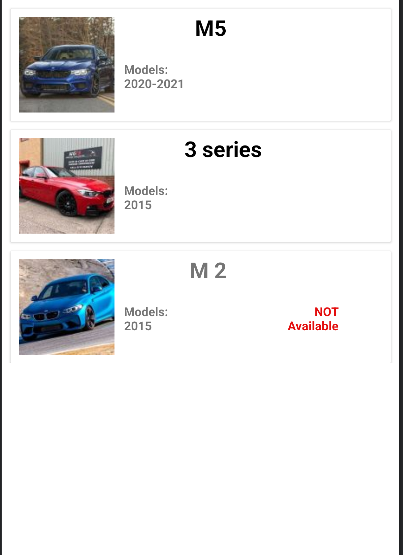 M5
Models:
2020-2021
3 series
Models:
2015
M 2
Models:
2015
NOT
Available